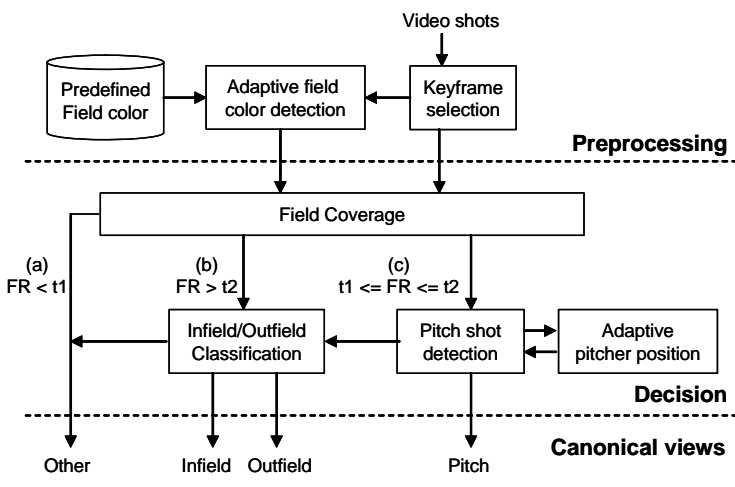 Video shots
Predefined
Field color
Adaptive field
color detection
Keyframe
selection
Preprocessing
Field Coverage
(a)
FR < t1
(b)
FR > t2
(c)
t1 <= FR <= t2
Infield/Outfield
Classification
Pitch shot
detection
Adaptive
pitcher position
Decision
Canonical views
Other
Infield
Outfield
Pitch